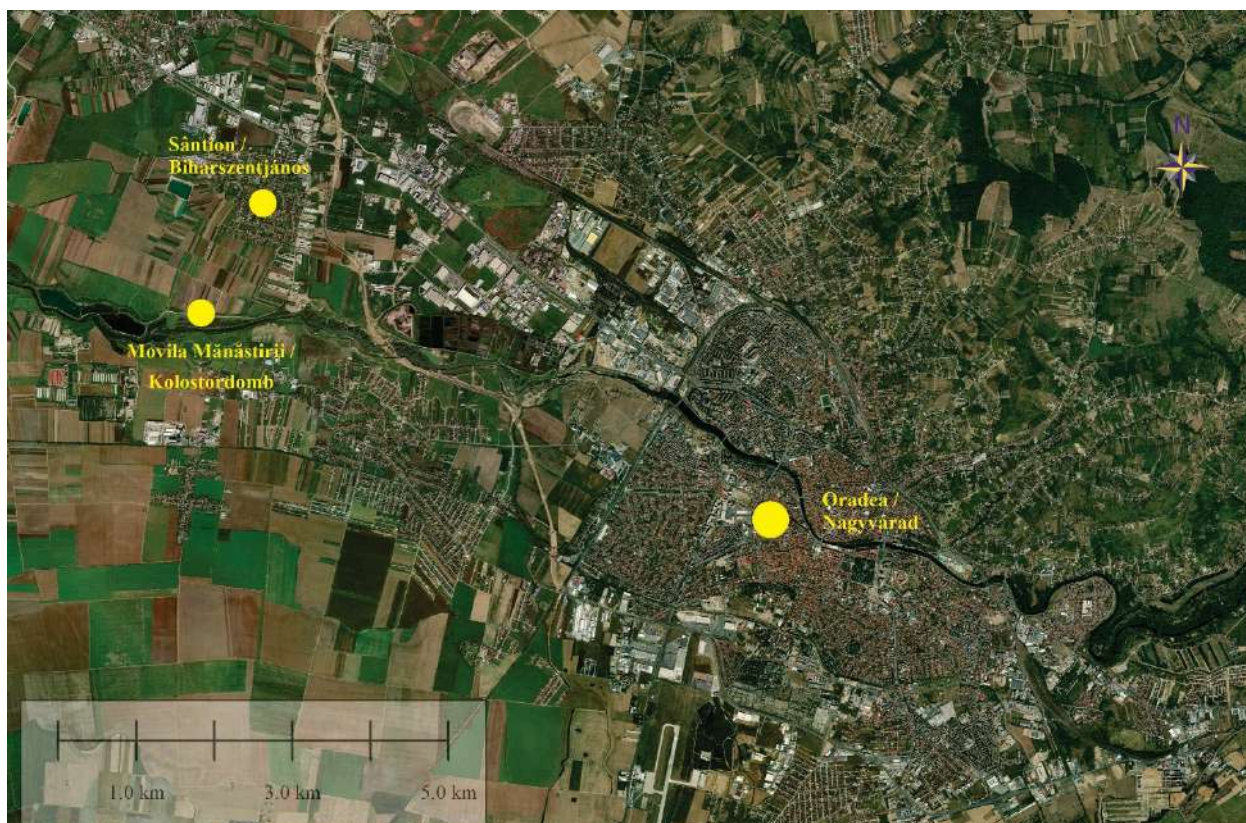 N
Sântion /
Biharszentjános
Movila Mănăstirii /
Kolostordomb
Oradea /
Nagyvárad
1.0 km 3.0 km 5.0 km